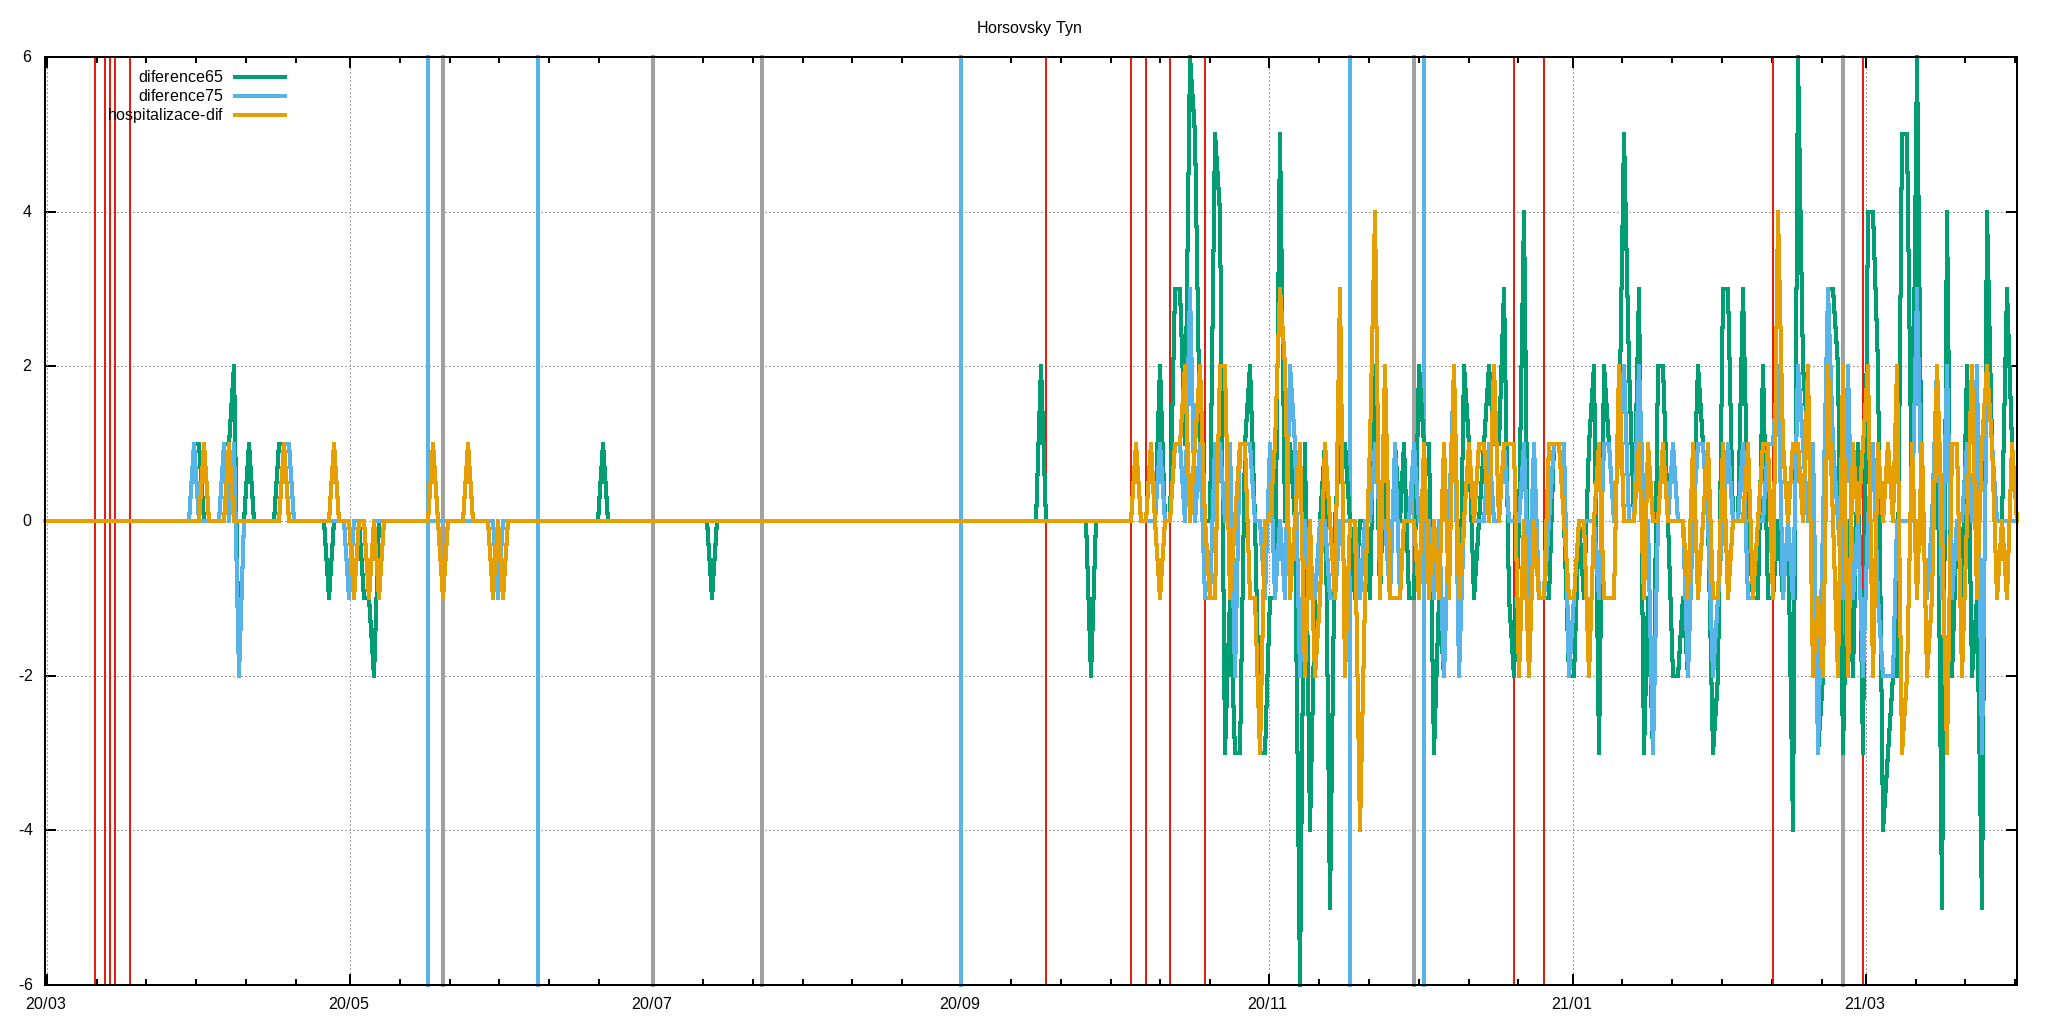 Horsovsky Tyn
6
diference65
diference75
hospitalizace-dif
4
2
0
-2
-4
-6
20/03 20/05 20/07 20/09 20/11 21/01 21/03